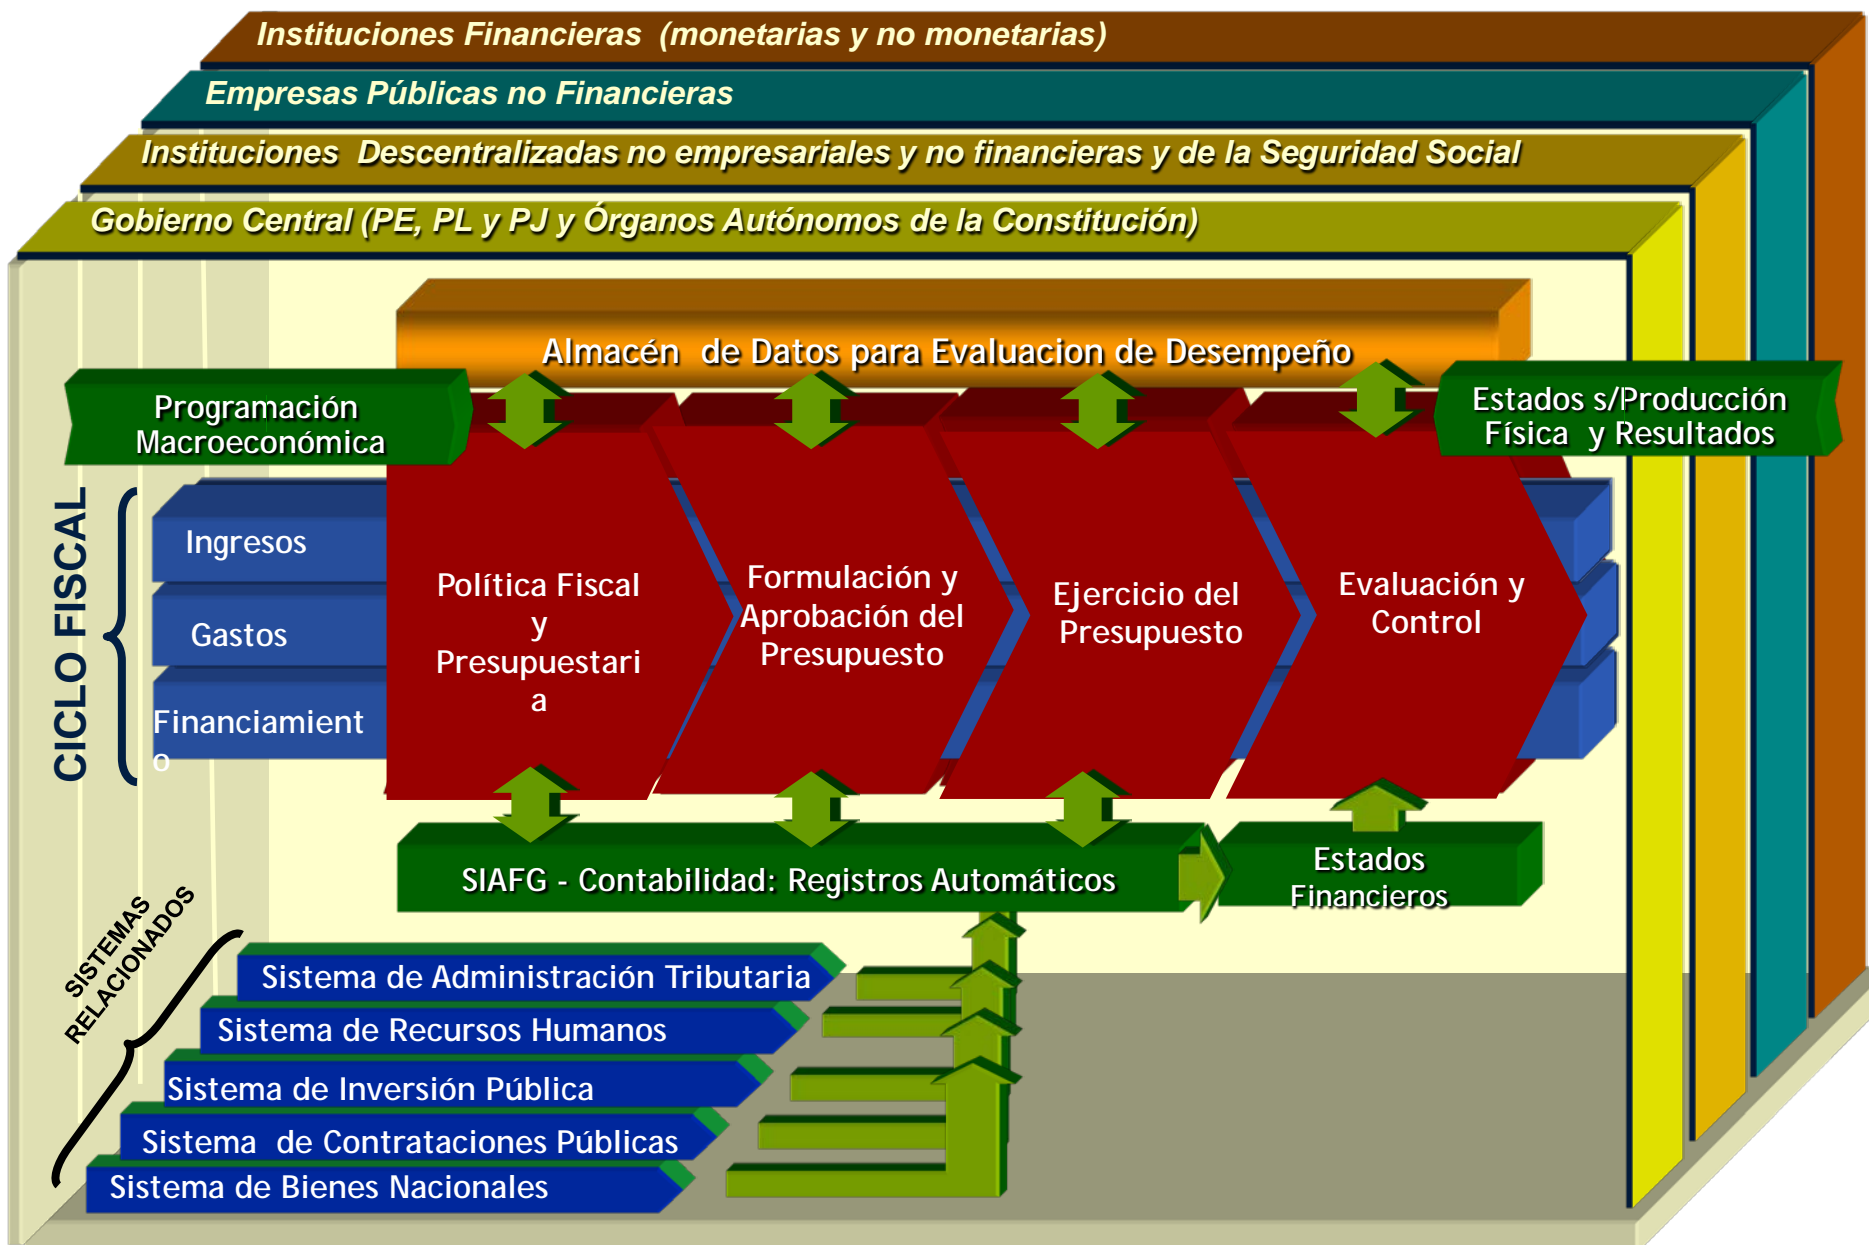 Instituciones Financieras (monetarias y no monetarias)
Empresas Públicas no Financieras
Instituciones Descentralizadas no empresariales y no financieras y de la Seguridad Social
Gobierno Central (PE, PL y PJ y Órganos Autónomos de la Constitución)
Almacén de Datos para Evaluacion de Desempeño
Programación
Macroeconómica
Estados s/Producción
Física y Resultados
CICLO FISCAL
Ingresos
Gastos
Financiamient
o
Política Fiscal
y
Presupuestari
a
Formulación y
Aprobación del
Presupuesto
Ejercicio del
Presupuesto
Evaluación y
Control
SIAFG - Contabilidad: Registros Automáticos
Estados
Financieros
SISTEMAS
RELACIONADOS
Sistema de Administración Tributaria
Sistema de Recursos Humanos
Sistema de Inversión Pública
Sistema de Contrataciones Públicas
Sistema de Bienes Nacionales